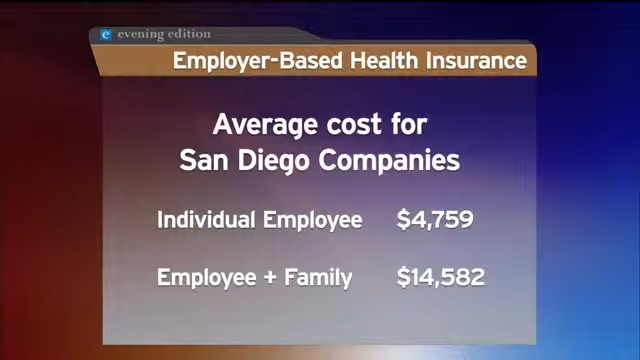 e evening edition
Employer-Based Health Insurance
Average cost for
San Diego Companies
Individual Employee $4,759
Employee + Family $14,582